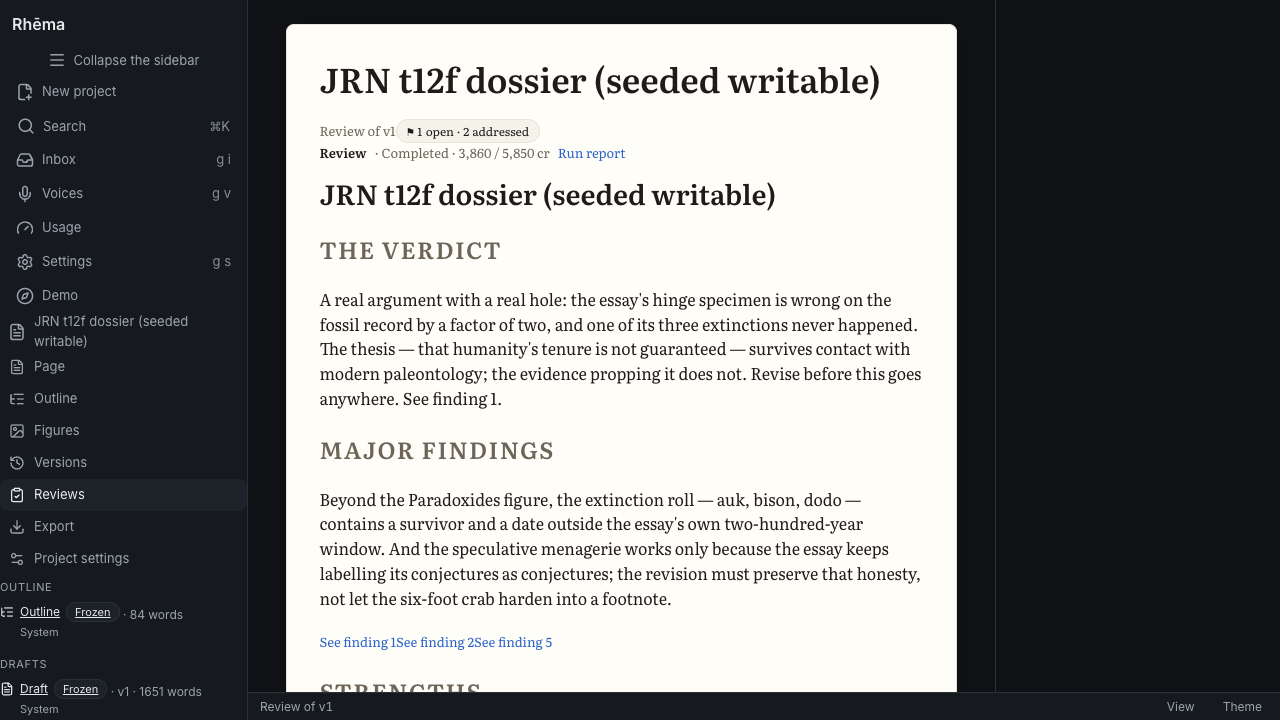 Rhēma
Collapse the sidebar
New project
Search ⌘K
Inbox g i
Voices g v
Usage
Settings g s
Demo
JRN t12f dossier (seeded
writable)
Page
Outline
Figures
Versions
Reviews
Export
Project settings
OUTLINE
Outline Frozen · 84 words
System
DRAFTS
Draft Frozen · v1 · 1651 words
System
JRN t12f dossier (seeded writable)
Review of v1 ⚑ 1 open · 2 addressed
Review · Completed · 3,860 / 5,850 cr Run report
JRN t12f dossier (seeded writable)
THE VERDICT
A real argument with a real hole: the essay's hinge specimen is wrong on the
fossil record by a factor of two, and one of its three extinctions never happened.
The thesis — that humanity's tenure is not guaranteed — survives contact with
modern paleontology; the evidence propping it does not. Revise before this goes
anywhere. See finding 1.
MAJOR FINDINGS
Beyond the Paradoxides figure, the extinction roll — auk, bison, dodo —
contains a survivor and a date outside the essay's own two-hundred-year
window. And the speculative menagerie works only because the essay keeps
labelling its conjectures as conjectures; the revision must preserve that honesty,
not let the six-foot crab harden into a footnote.
See finding 1See finding 2See finding 5
STRENGTHS
Review of v1
View Theme